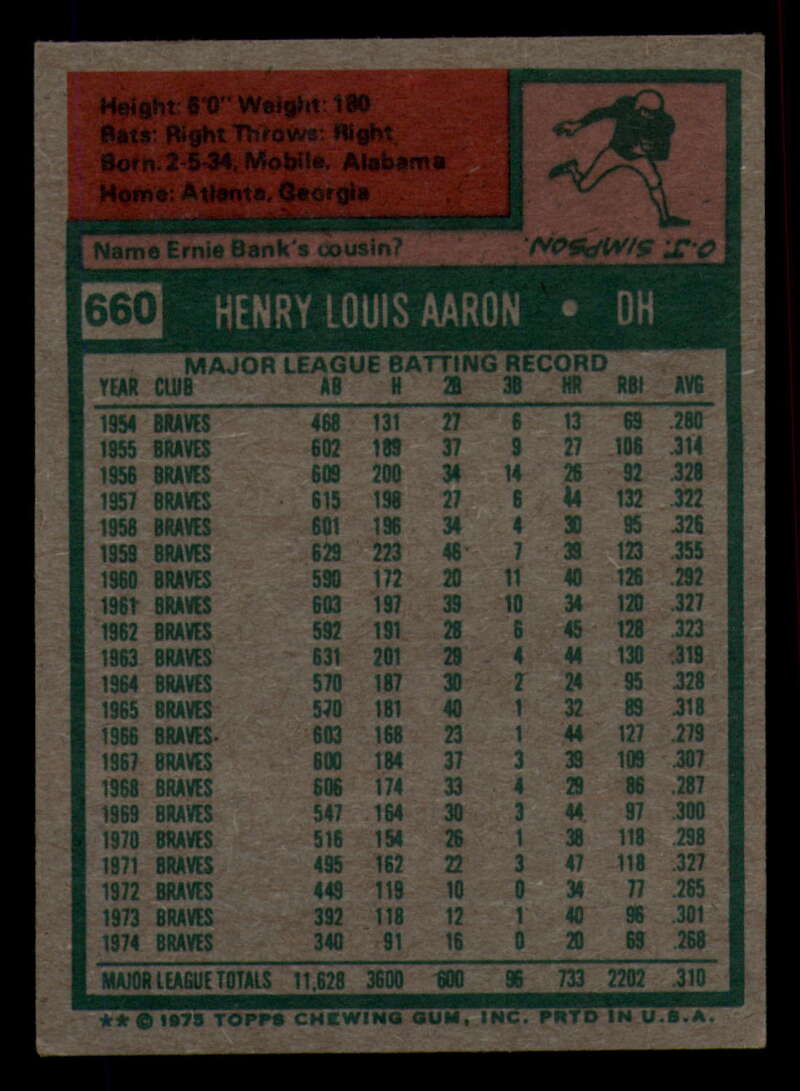 Height: 6'0" Weight: 180
Bats: Right Throws: Right
Born: 2-5-34, Mobile, Alabama
Home: Atlanta, Georgia
Name Ernie Bank's cousin?
O.J. SIMPSON.
660 HENRY LOUIS AARON • DH
MAJOR LEAGUE BATTING RECORD
YEAR CLUB AB H 2B 3B HR RBI AVG
1954 BRAVES 468 131 27 6 13 69 .280
1955 BRAVES 602 189 37 9 27 106 .314
1956 BRAVES 609 200 34 14 26 92 .328
1957 BRAVES 615 198 27 6 44 132 .322
1958 BRAVES 601 196 34 4 30 95 .326
1959 BRAVES 629 223 46 7 39 123 .355
1960 BRAVES 590 172 20 11 40 126 .292
1961 BRAVES 603 197 39 10 34 120 .327
1962 BRAVES 592 191 28 6 45 128 .323
1963 BRAVES 631 201 29 4 44 130 .319
1964 BRAVES 570 187 30 2 24 95 .328
1965 BRAVES 570 181 40 1 32 89 .318
1966 BRAVES 603 168 23 1 44 127 .279
1967 BRAVES 600 184 37 3 39 109 .307
1968 BRAVES 606 174 33 4 29 86 .287
1969 BRAVES 547 164 30 3 44 97 .300
1970 BRAVES 516 154 26 1 38 118 .298
1971 BRAVES 495 162 22 3 47 118 .327
1972 BRAVES 449 119 10 0 34 77 .265
1973 BRAVES 392 118 12 1 40 96 .301
1974 BRAVES 340 91 16 0 20 69 .268
MAJOR LEAGUE TOTALS 11,628 3600 600 96 733 2202 .310
** © 1975 TOPPS CHEWING GUM, INC. PRTD IN U.S.A.